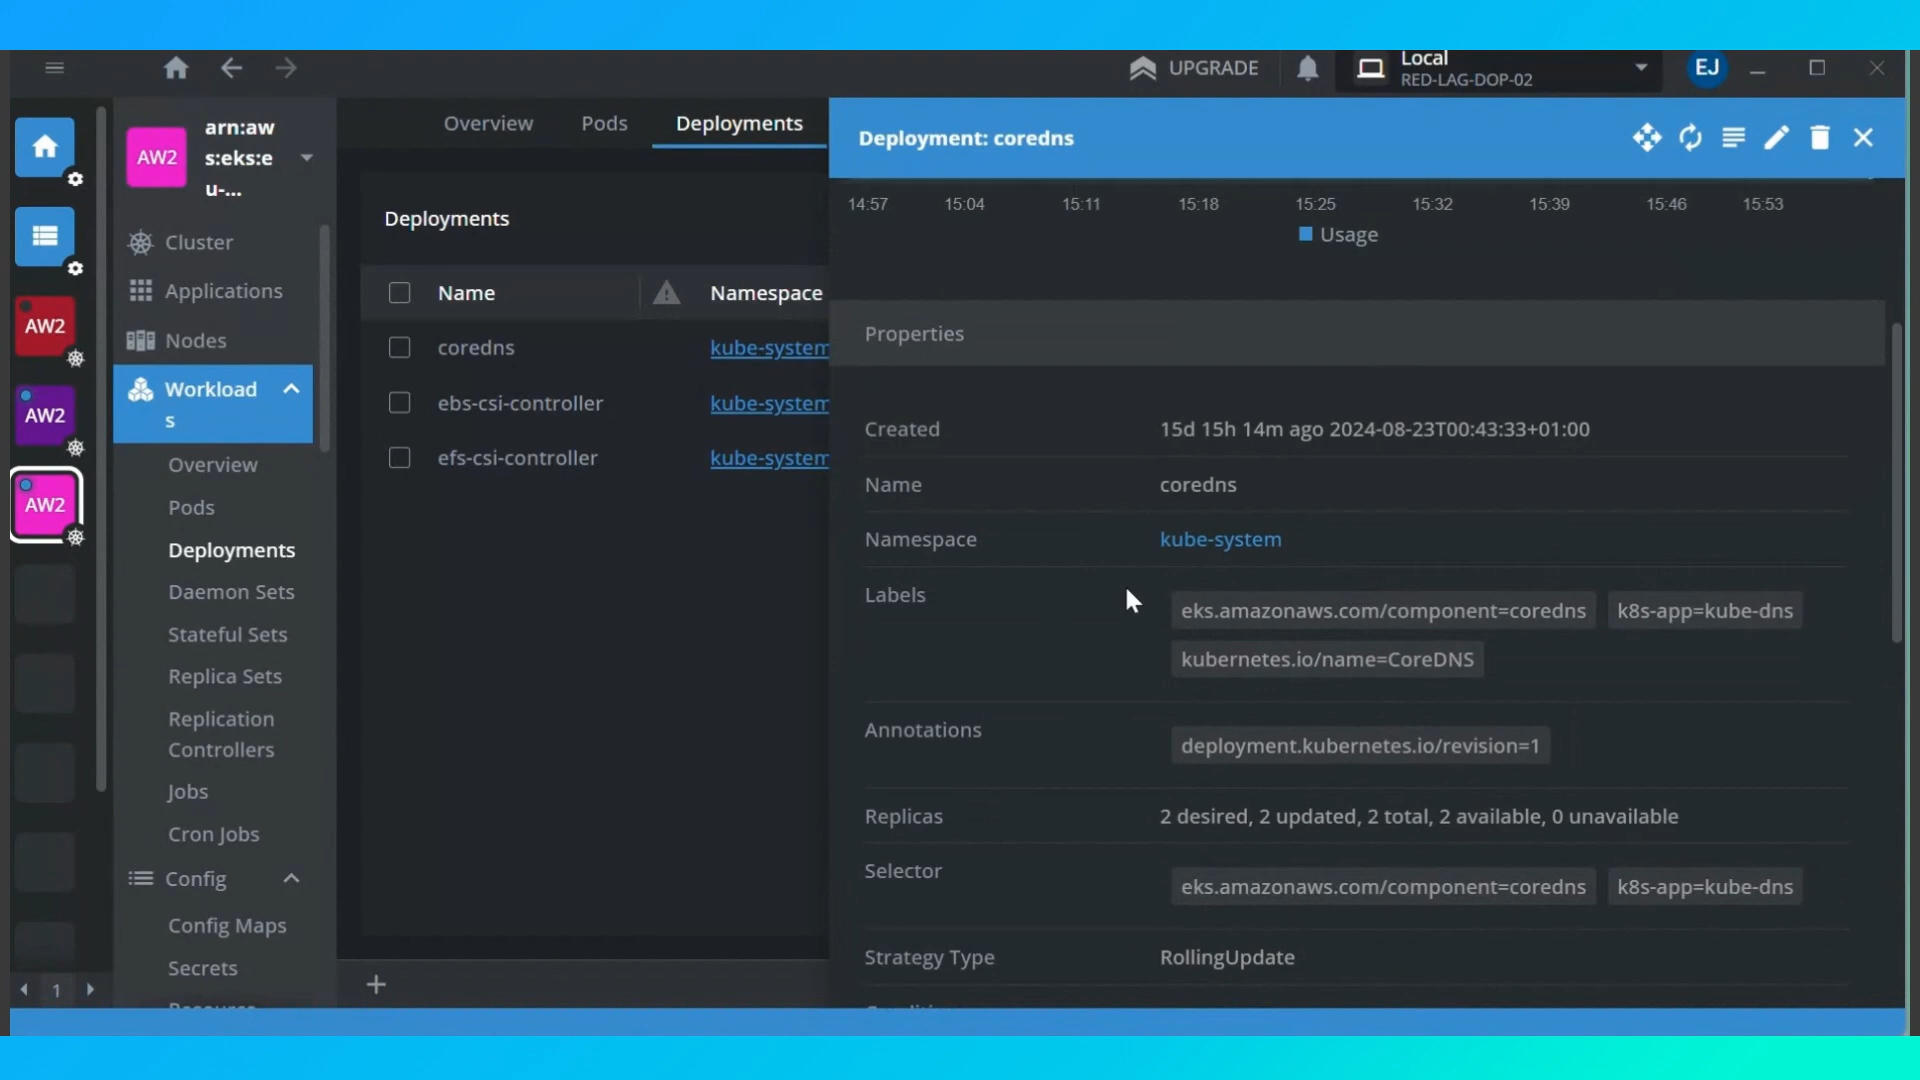 UPGRADE
Local
RED-LAG-DOP-02
EJ
AW2
arn:aw
s:eks:e
u-...
Cluster
Applications
Nodes
Workload
s
Overview
Pods
Deployments
Daemon Sets
Stateful Sets
Replica Sets
Replication
Controllers
Jobs
Cron Jobs
Config
Config Maps
Secrets
AW2
AW2
AW2
1
Overview
Pods
Deployments
Deployments
Name
Namespace
coredns
kube-system
ebs-csi-controller
kube-system
efs-csi-controller
kube-system
Deployment: coredns
14:57
15:04
15:11
15:18
15:25
15:32
15:39
15:46
15:53
Usage
Properties
Created
15d 15h 14m ago 2024-08-23T00:43:33+01:00
Name
coredns
Namespace
kube-system
Labels
eks.amazonaws.com/component=coredns
k8s-app=kube-dns
kubernetes.io/name=CoreDNS
Annotations
deployment.kubernetes.io/revision=1
Replicas
2 desired, 2 updated, 2 total, 2 available, 0 unavailable
Selector
eks.amazonaws.com/component=coredns
k8s-app=kube-dns
Strategy Type
RollingUpdate